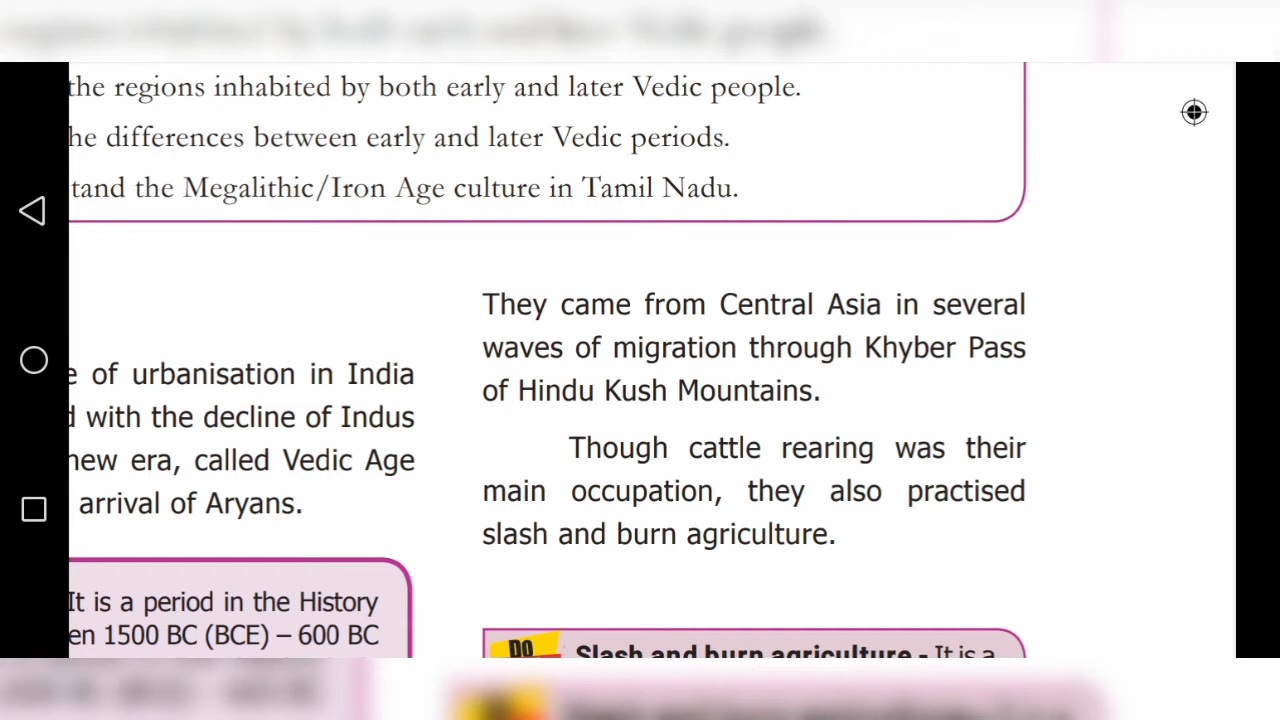 the regions inhabited by both early and later Vedic people.
he differences between early and later Vedic periods.
tand the Megalithic/Iron Age culture in Tamil Nadu.
e of urbanisation in India
d with the decline of Indus
new era, called Vedic Age
arrival of Aryans.
It is a period in the History
en 1500 BC (BCE) – 600 BC
They came from Central Asia in several
waves of migration through Khyber Pass
of Hindu Kush Mountains.
Though cattle rearing was their
main occupation, they also practised
slash and burn agriculture.
DO
Slash and burn agriculture - It is a